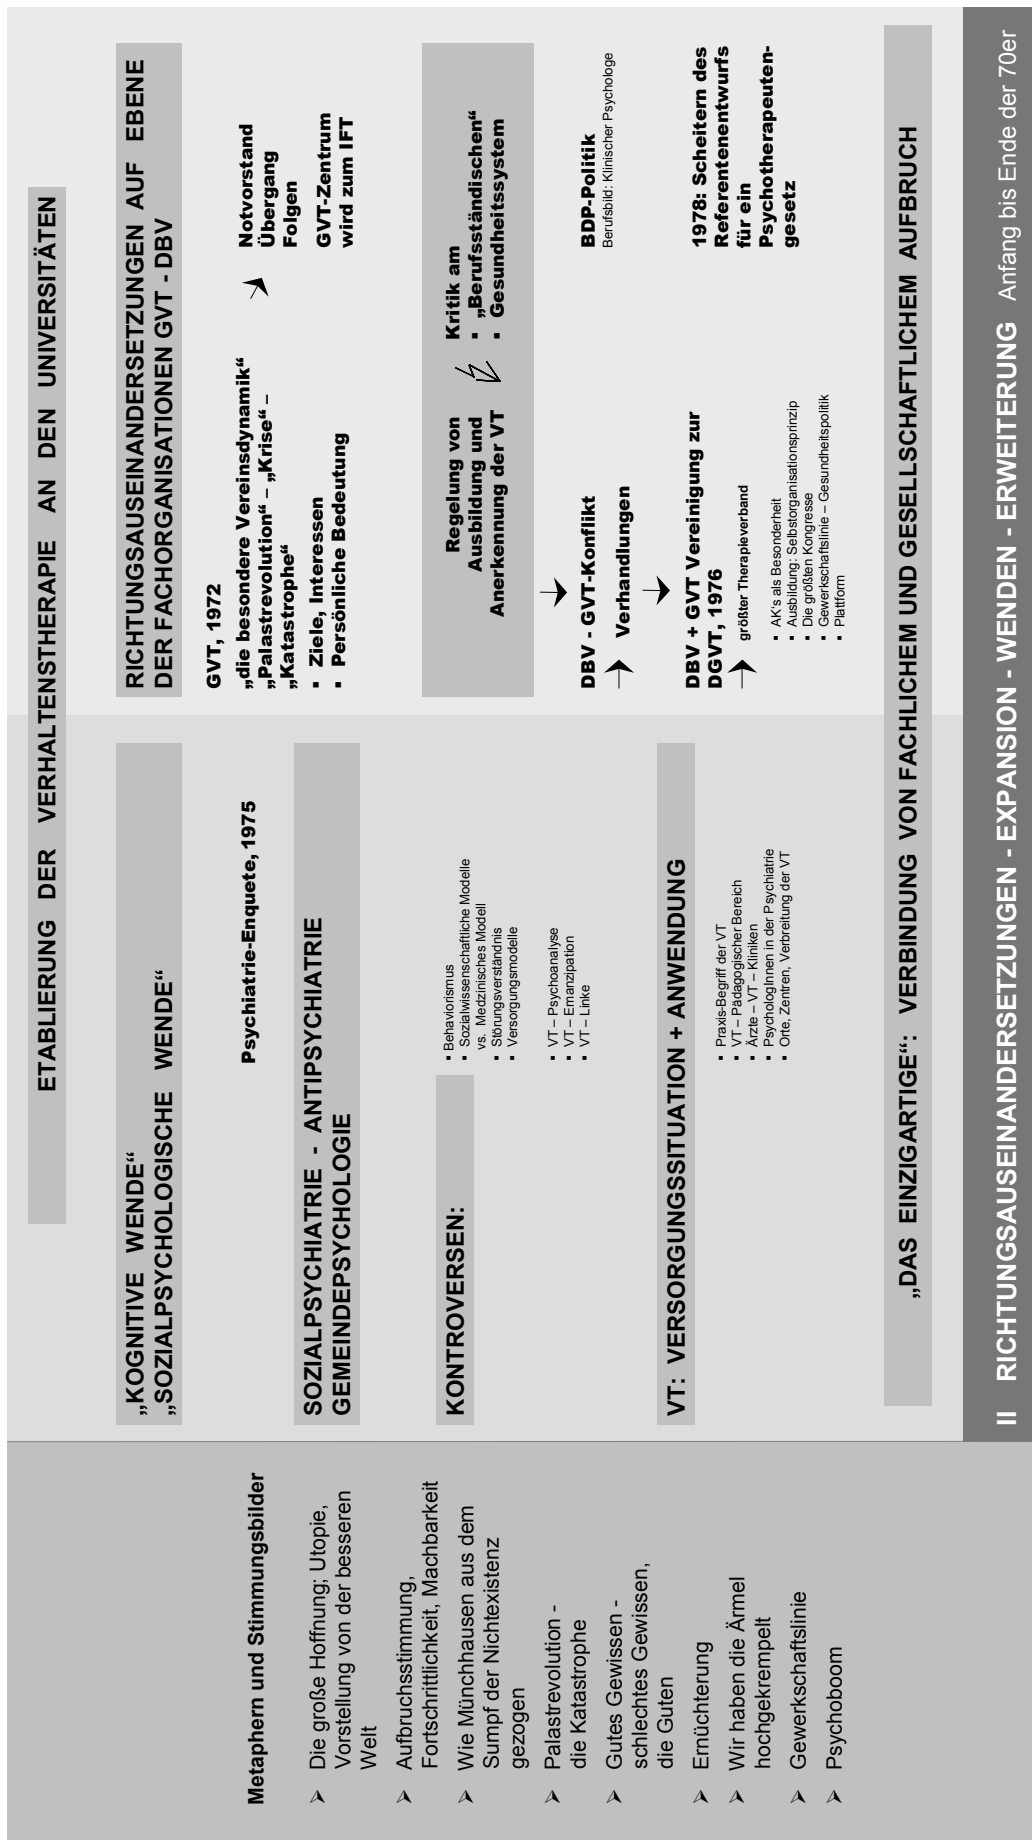 Metaphern und Stimmungsbilder
➢ Die große Hoffnung; Utopie,
Vorstellung von der besseren
Welt
➢ Aufbruchsstimmung,
Fortschrittlichkeit, Machbarkeit
➢ Wie Münchhausen aus dem
Sumpf der Nichtexistenz
gezogen
➢ Palastrevolution -
die Katastrophe
➢ Gutes Gewissen -
schlechtes Gewissen,
die Guten
➢ Ernüchterung
➢ Wir haben die Ärmel
hochgekrempelt
➢ Gewerkschaftslinie
➢ Psychoboom
ETABLIERUNG DER VERHALTENSTHERAPIE AN DEN UNIVERSITÄTEN
„KOGNITIVE WENDE“
„SOZIALPSYCHOLOGISCHE WENDE“
Psychiatrie-Enquete, 1975
SOZIALPSYCHIATRIE - ANTIPSYCHIATRIE
GEMEINDEPSYCHOLOGIE
KONTROVERSEN:
▪ Behaviorismus
▪ Sozialwissenschaftliche Modelle
vs. Medzinisches Modell
▪ Störungsverständnis
▪ Versorgungsmodelle
▪ VT – Psychoanalyse
▪ VT – Emanzipation
▪ VT – Linke
VT: VERSORGUNGSSITUATION + ANWENDUNG
▪ Praxis-Begriff der VT
▪ VT – Pädagogischer Bereich
▪ Ärzte – VT – Kliniken
▪ PsychologInnen in der Psychiatrie
▪ Orte, Zentren, Verbreitung der VT
RICHTUNGSAUSEINANDERSETZUNGEN AUF EBENE
DER FACHORGANISATIONEN GVT - DBV
GVT, 1972
„die besondere Vereinsdynamik“
„Palastrevolution“ – „Krise“ –
„Katastrophe“
▪ Ziele, Interessen
▪ Persönliche Bedeutung
Notvorstand
Übergang
Folgen
GVT-Zentrum
wird zum IFT
Regelung von
Ausbildung und
Anerkennung der VT
Kritik am
▪ „Berufsständischen“
▪ Gesundheitssystem
DBV - GVT-Konflikt
Verhandlungen
BDP-Politik
Berufsbild: Klinischer Psychologe
DBV + GVT Vereinigung zur
DGVT, 1976
größter Therapieverband
▪ AK's als Besonderheit
▪ Ausbildung: Selbstorganisationsprinzip
▪ Die größten Kongresse
▪ Gewerkschaftslinie – Gesundheitspolitik
▪ Plattform
1978: Scheitern des
Referentenentwurfs
für ein
Psychotherapeuten-
gesetz
„DAS EINZIGARTIGE“: VERBINDUNG VON FACHLICHEM UND GESELLSCHAFTLICHEM AUFBRUCH
II RICHTUNGSAUSEINANDERSETZUNGEN - EXPANSION - WENDEN - ERWEITERUNG Anfang bis Ende der 70er